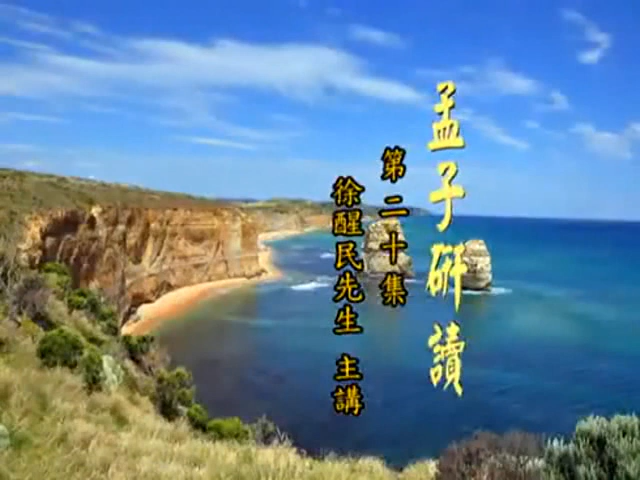 孟子研讀
第二十集
徐醒民先生 主講